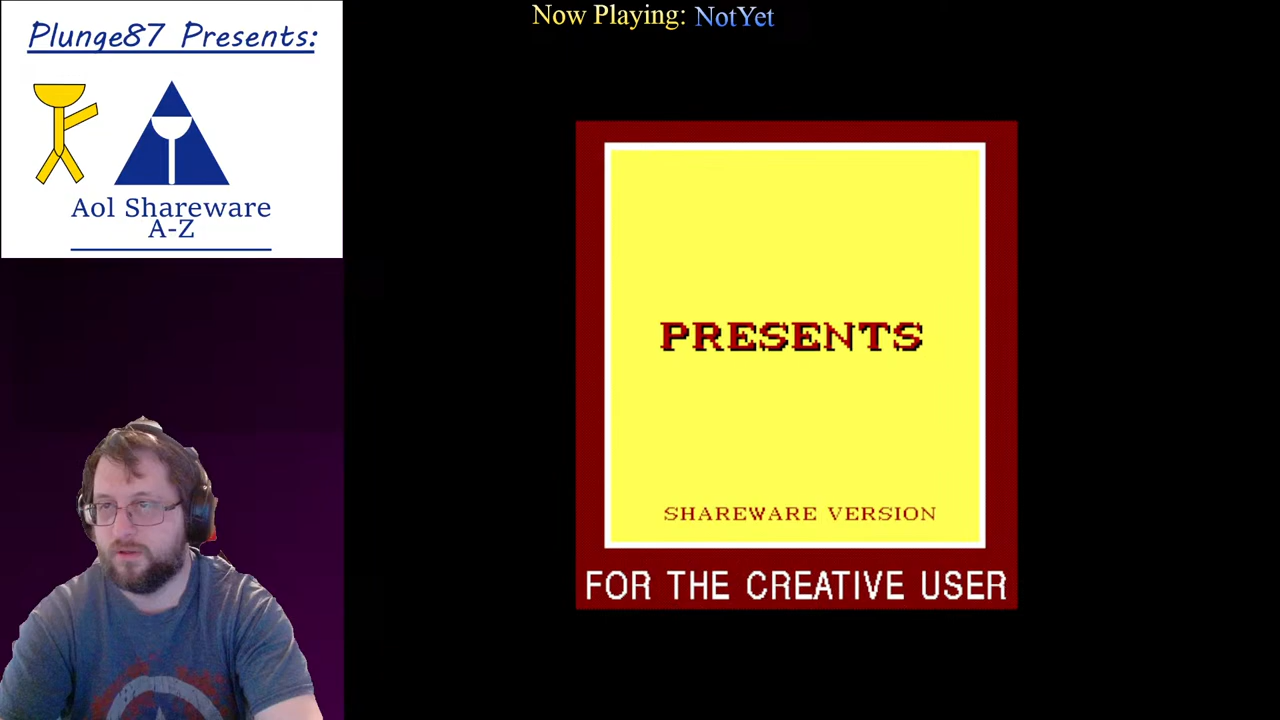 Plunge87 Presents:
Aol Shareware
A-Z
Now Playing: NotYet
PRESENTS
SHAREWARE VERSION
FOR THE CREATIVE USER